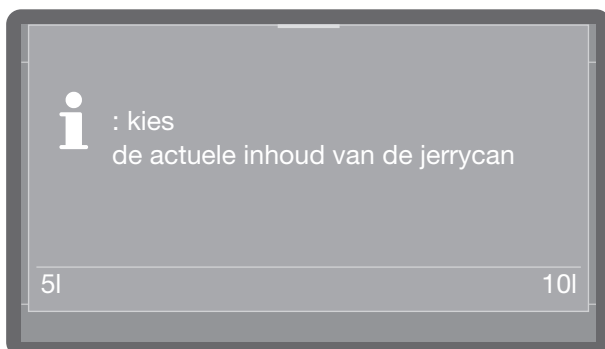 : kies
de actuele inhoud van de jerrycan
5l 10l